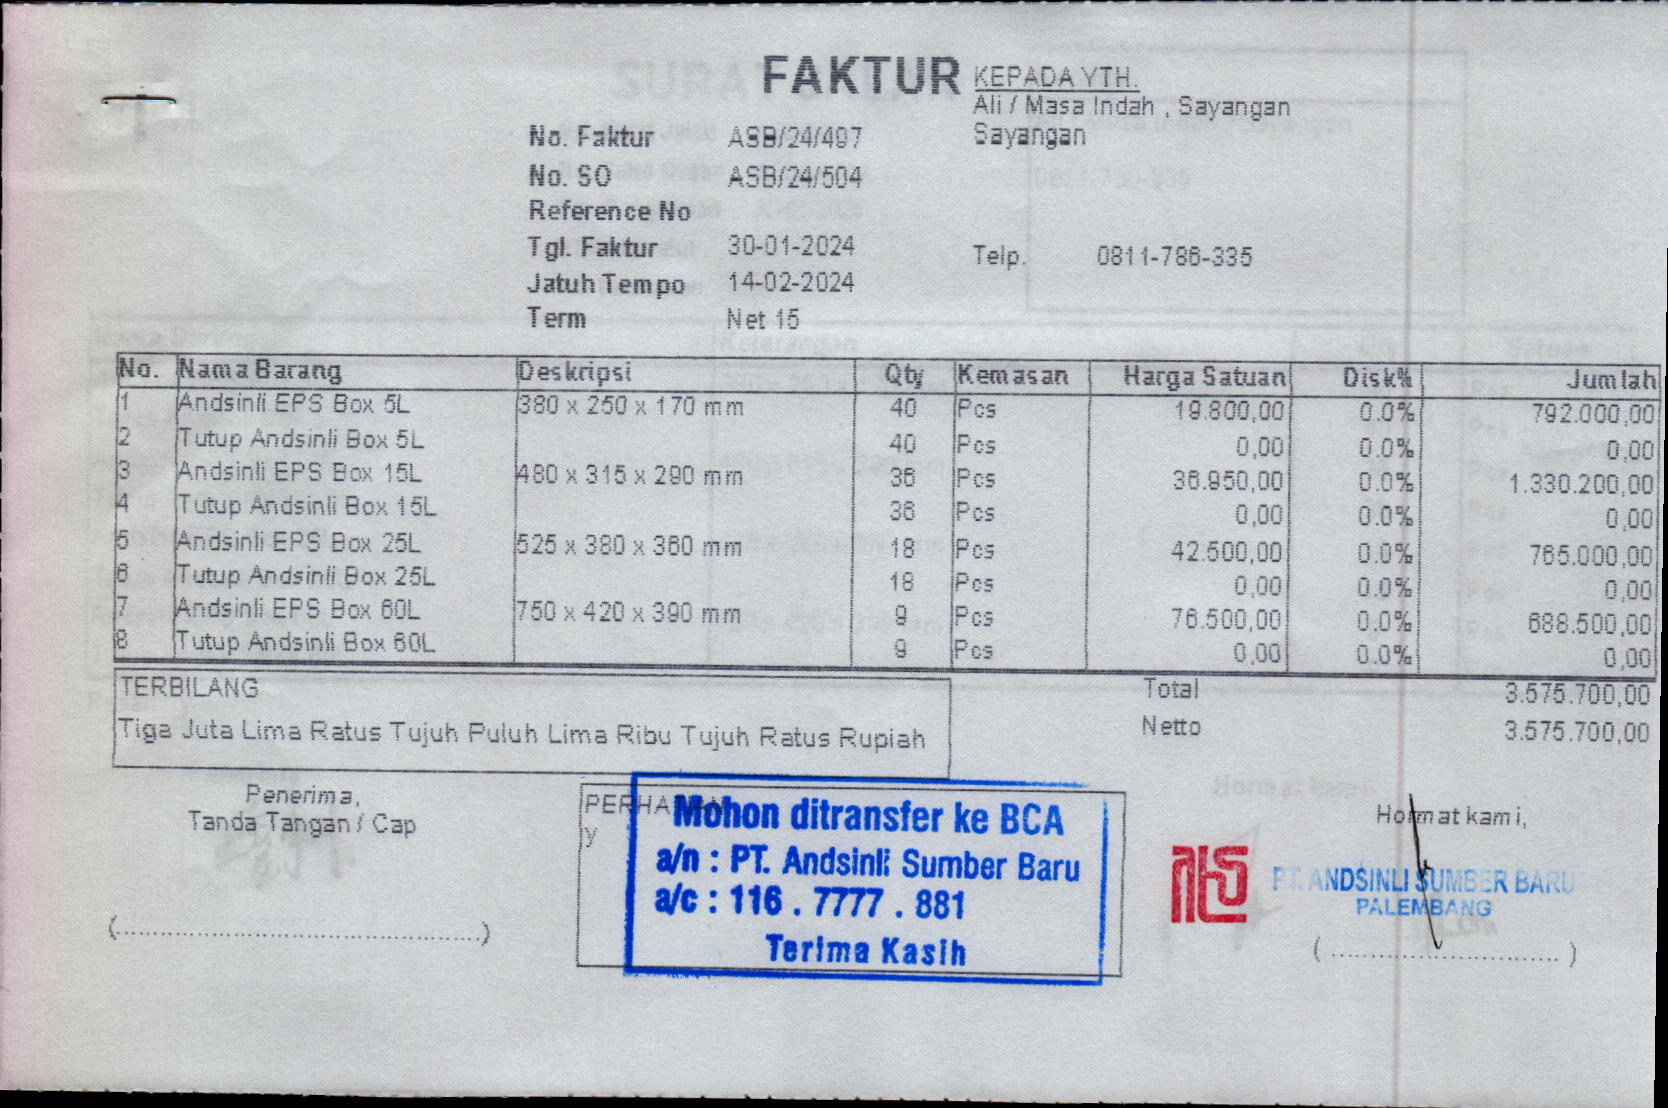 FAKTUR
KEPADA YTH.
Ali / Masa Indah , Sayangan
Sayangan
No. Faktur ASB/24/497
No. SO ASB/24/504
Reference No
Tgl. Faktur 30-01-2024
Telp. 0811-786-335
Jatuh Tempo 14-02-2024
Term Net 15
No. Nama Barang Deskripsi Qty Kemasan Harga Satuan Disk% Jumlah
1 Andsinli EPS Box 5L 380 x 250 x 170 mm 40 Pcs 19.800,00 0.0% 792.000,00
2 Tutup Andsinli Box 5L 40 Pcs 0,00 0.0% 0,00
3 Andsinli EPS Box 15L 480 x 315 x 290 mm 36 Pcs 36.950,00 0.0% 1.330.200,00
4 Tutup Andsinli Box 15L 36 Pcs 0,00 0.0% 0,00
5 Andsinli EPS Box 25L 525 x 380 x 360 mm 18 Pcs 42.500,00 0.0% 765.000,00
6 Tutup Andsinli Box 25L 18 Pcs 0,00 0.0% 0,00
7 Andsinli EPS Box 60L 750 x 420 x 390 mm 9 Pcs 76.500,00 0.0% 688.500,00
8 Tutup Andsinli Box 60L 9 Pcs 0,00 0.0% 0,00
TERBILANG
Tiga Juta Lima Ratus Tujuh Puluh Lima Ribu Tujuh Ratus Rupiah
Total 3.575.700,00
Netto 3.575.700,00
Penerima,
Tanda Tangan / Cap
PERHATIAN
y
Mohon ditransfer ke BCA
a/n : PT. Andsinli Sumber Baru
a/c : 116 . 7777 . 881
Terima Kasih
Hormat kami,
PT. ANDSINLI SUMBER BARU
PALEMBANG